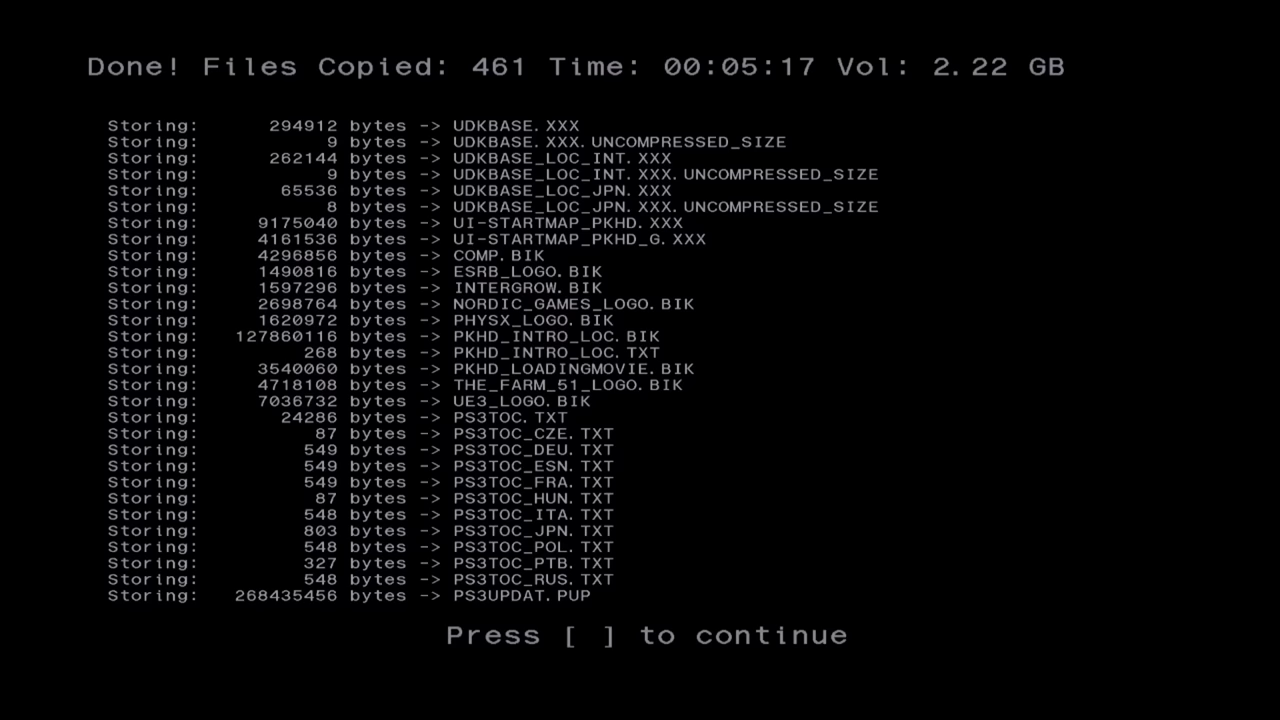 Done! Files Copied: 461 Time: 00:05:17 Vol: 2.22 GB
Storing: 294912 bytes -> UDKBASE.XXX
Storing: 9 bytes -> UDKBASE.XXX.UNCOMPRESSED_SIZE
Storing: 262144 bytes -> UDKBASE_LOC_INT.XXX
Storing: 9 bytes -> UDKBASE_LOC_INT.XXX.UNCOMPRESSED_SIZE
Storing: 65536 bytes -> UDKBASE_LOC_JPN.XXX
Storing: 8 bytes -> UDKBASE_LOC_JPN.XXX.UNCOMPRESSED_SIZE
Storing: 9175040 bytes -> UI-STARTMAP_PKHD.XXX
Storing: 4161536 bytes -> UI-STARTMAP_PKHD_G.XXX
Storing: 4296856 bytes -> COMP.BIK
Storing: 1490816 bytes -> ESRB_LOGO.BIK
Storing: 1597296 bytes -> INTERGROW.BIK
Storing: 2698764 bytes -> NORDIC_GAMES_LOGO.BIK
Storing: 1620972 bytes -> PHYSX_LOGO.BIK
Storing: 127860116 bytes -> PKHD_INTRO_LOC.BIK
Storing: 268 bytes -> PKHD_INTRO_LOC.TXT
Storing: 3540060 bytes -> PKHD_LOADINGMOVIE.BIK
Storing: 4718108 bytes -> THE_FARM_51_LOGO.BIK
Storing: 7036732 bytes -> UE3_LOGO.BIK
Storing: 24286 bytes -> PS3TOC.TXT
Storing: 87 bytes -> PS3TOC_CZE.TXT
Storing: 549 bytes -> PS3TOC_DEU.TXT
Storing: 549 bytes -> PS3TOC_ESN.TXT
Storing: 549 bytes -> PS3TOC_FRA.TXT
Storing: 87 bytes -> PS3TOC_HUN.TXT
Storing: 548 bytes -> PS3TOC_ITA.TXT
Storing: 803 bytes -> PS3TOC_JPN.TXT
Storing: 548 bytes -> PS3TOC_POL.TXT
Storing: 327 bytes -> PS3TOC_PTB.TXT
Storing: 548 bytes -> PS3TOC_RUS.TXT
Storing: 268435456 bytes -> PS3UPDAT.PUP
Press [ ] to continue